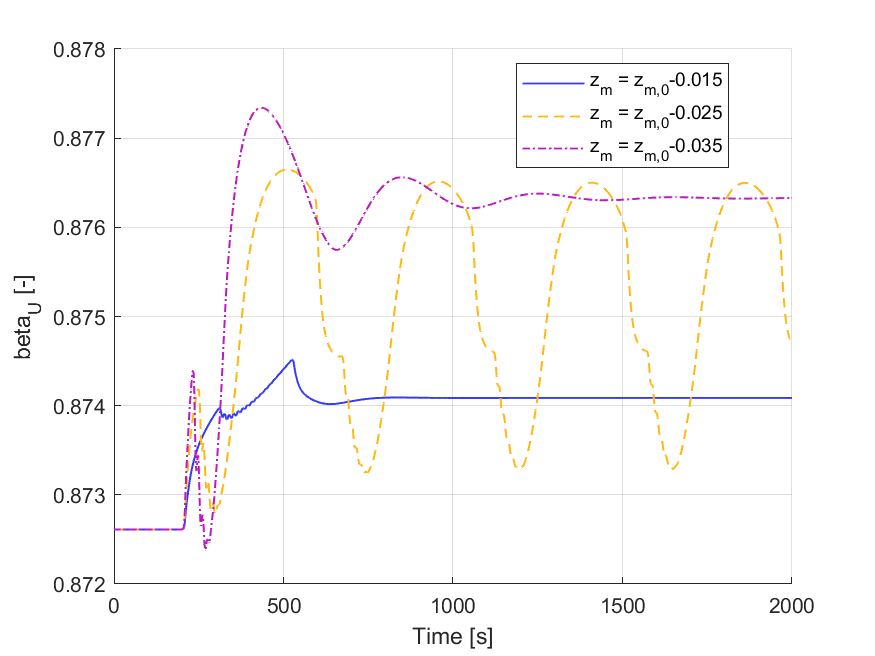 0.878
0.877
0.876
0.875
0.874
0.873
0.872
beta_U [-]
0
500
1000
1500
2000
Time [s]
z_m = z_m,0-0.015
z_m = z_m,0-0.025
z_m = z_m,0-0.035